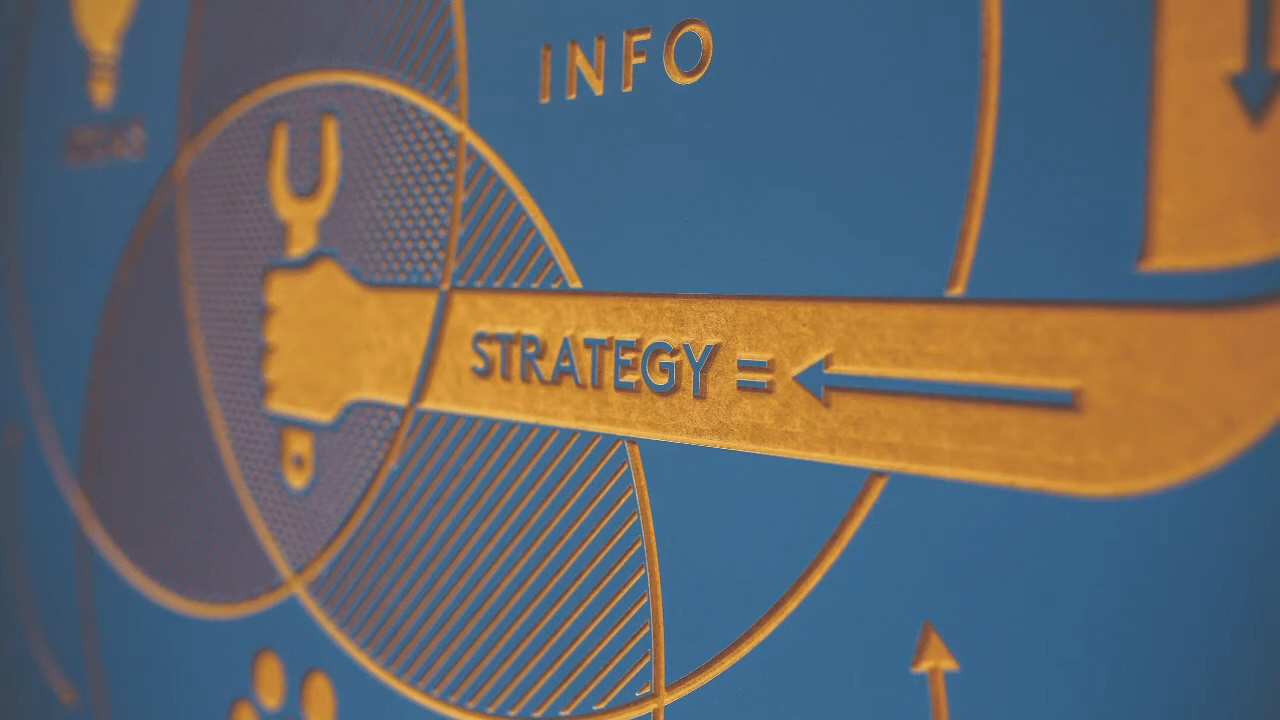 INFO
STRATEGY =